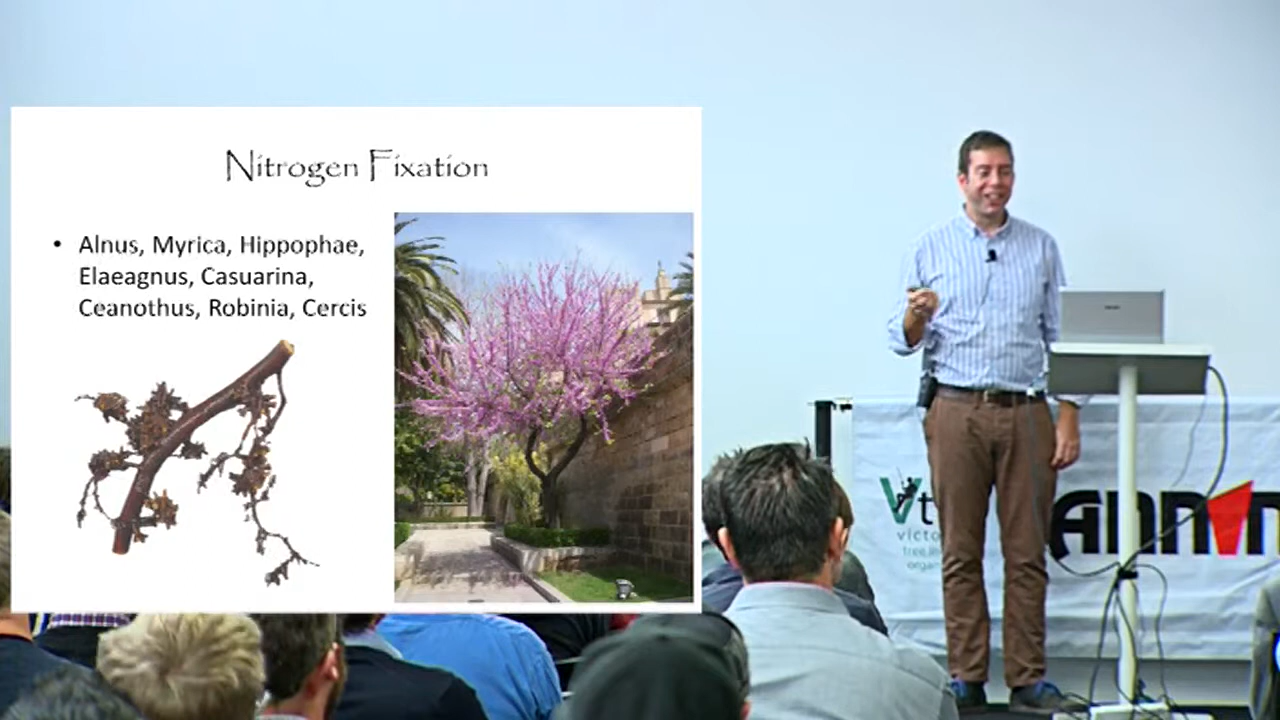 Nitrogen Fixation
• Alnus, Myrica, Hippophae,
Elaeagnus, Casuarina,
Ceanothus, Robinia, Cercis